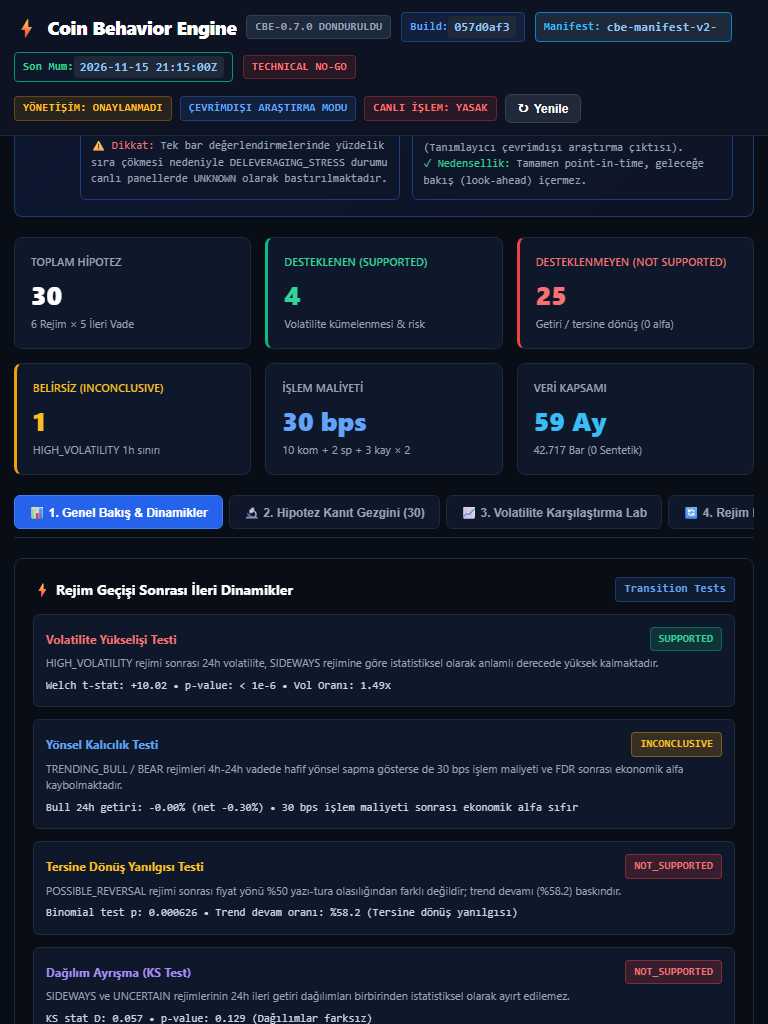 Coin Behavior Engine
CBE-0.7.0 DONDURULDU
Build: 057d0af3
Manifest: cbe-manifest-v2-
Son Mum: 2026-11-15 21:15:00Z
TECHNICAL NO-GO
YÖNETİŞİM: ONAYLANMADI
ÇEVRİMDIŞI ARAŞTIRMA MODU
CANLI İŞLEM: YASAK
↻ Yenile
⚠ Dikkat: Tek bar değerlendirmelerinde yüzdelik
sıra çökmesi nedeniyle DELEVERAGING_STRESS durumu
canlı panellerde UNKNOWN olarak bastırılmaktadır.
(Tanımlayıcı çevrimdışı araştırma çıktısı).
✓ Nedensellik: Tamamen point-in-time, geleceğe
bakış (look-ahead) içermez.
TOPLAM HİPOTEZ
30
6 Rejim × 5 İleri Vade
DESTEKLENEN (SUPPORTED)
4
Volatilite kümelenmesi & risk
DESTEKLENMEYEN (NOT SUPPORTED)
25
Getiri / tersine dönüş (0 alfa)
BELİRSİZ (INCONCLUSIVE)
1
HIGH_VOLATILITY 1h sınırı
İŞLEM MALİYETİ
30 bps
10 kom + 2 sp + 3 kay × 2
VERİ KAPSAMI
59 Ay
42.717 Bar (0 Sentetik)
1. Genel Bakış & Dinamikler
2. Hipotez Kanıt Gezgini (30)
3. Volatilite Karşılaştırma Lab
4. Rejim
Rejim Geçişi Sonrası İleri Dinamikler
Transition Tests
Volatilite Yükselişi Testi
SUPPORTED
HIGH_VOLATILITY rejimi sonrası 24h volatilite, SIDEWAYS rejimine göre istatistiksel olarak anlamlı derecede yüksek kalmaktadır.
Welch t-stat: +10.02 • p-value: < 1e-6 • Vol Oranı: 1.49x
Yönsel Kalıcılık Testi
INCONCLUSIVE
TRENDING_BULL / BEAR rejimleri 4h-24h vadede hafif yönsel sapma gösterse de 30 bps işlem maliyeti ve FDR sonrası ekonomik alfa
kaybolmaktadır.
Bull 24h getiri: -0.00% (net -0.30%) • 30 bps işlem maliyeti sonrası ekonomik alfa sıfır
Tersine Dönüş Yanılgısı Testi
NOT_SUPPORTED
POSSIBLE_REVERSAL rejimi sonrası fiyat yönü %50 yazı-tura olasılığından farklı değildir; trend devamı (%58.2) baskındır.
Binomial test p: 0.000626 • Trend devam oranı: %58.2 (Tersine dönüş yanılgısı)
Dağılım Ayrışma (KS Test)
NOT_SUPPORTED
SIDEWAYS ve UNCERTAIN rejimlerinin 24h ileri getiri dağılımları birbirinden istatistiksel olarak ayırt edilemez.
KS stat D: 0.057 • p-value: 0.129 (Dağılımlar farksız)